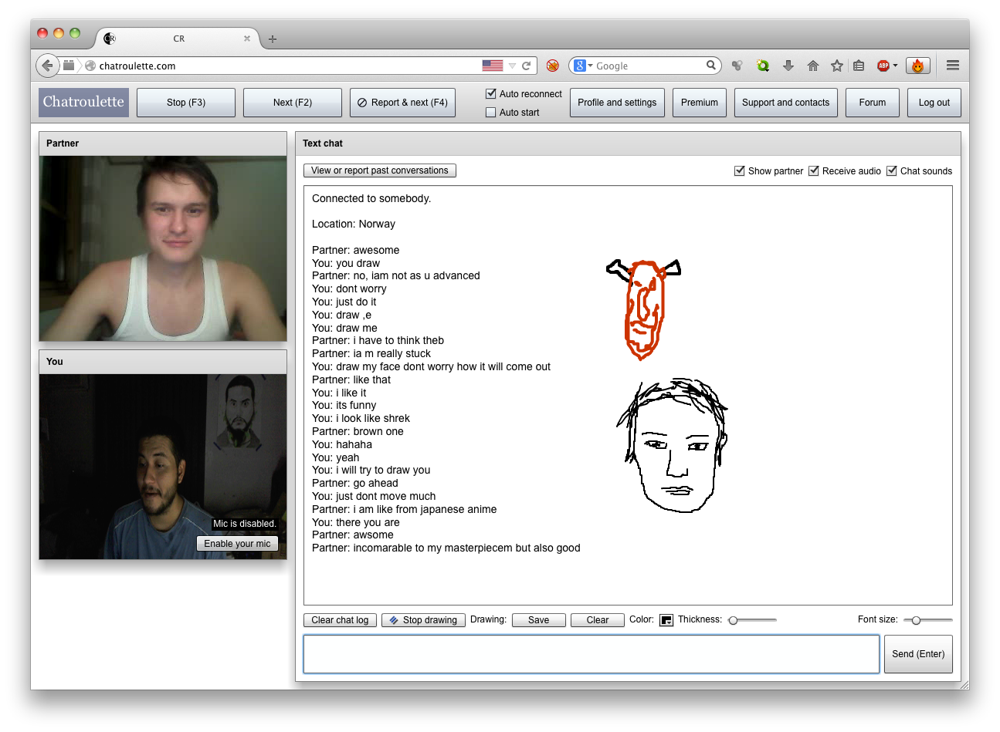 CR
chatroulette.com
Google
ABP
Chatroulette
Stop (F3)
Next (F2)
Report & next (F4)
Auto reconnect
Auto start
Profile and settings
Premium
Support and contacts
Forum
Log out
Partner
You
Mic is disabled.
Enable your mic
Text chat
View or report past conversations
Show partner
Receive audio
Chat sounds
Connected to somebody.
Location: Norway
Partner: awesome
You: you draw
Partner: no, iam not as u advanced
You: dont worry
You: just do it
You: draw ,e
You: draw me
Partner: i have to think theb
Partner: ia m really stuck
You: draw my face dont worry how it will come out
Partner: like that
You: i like it
You: its funny
You: i look like shrek
Partner: brown one
You: hahaha
You: yeah
You: i will try to draw you
Partner: go ahead
You: just dont move much
Partner: i am like from japanese anime
You: there you are
Partner: awsome
Partner: incomarable to my masterpiecem but also good
Clear chat log
Stop drawing
Drawing:
Save
Clear
Color:
Thickness:
Font size:
Send (Enter)